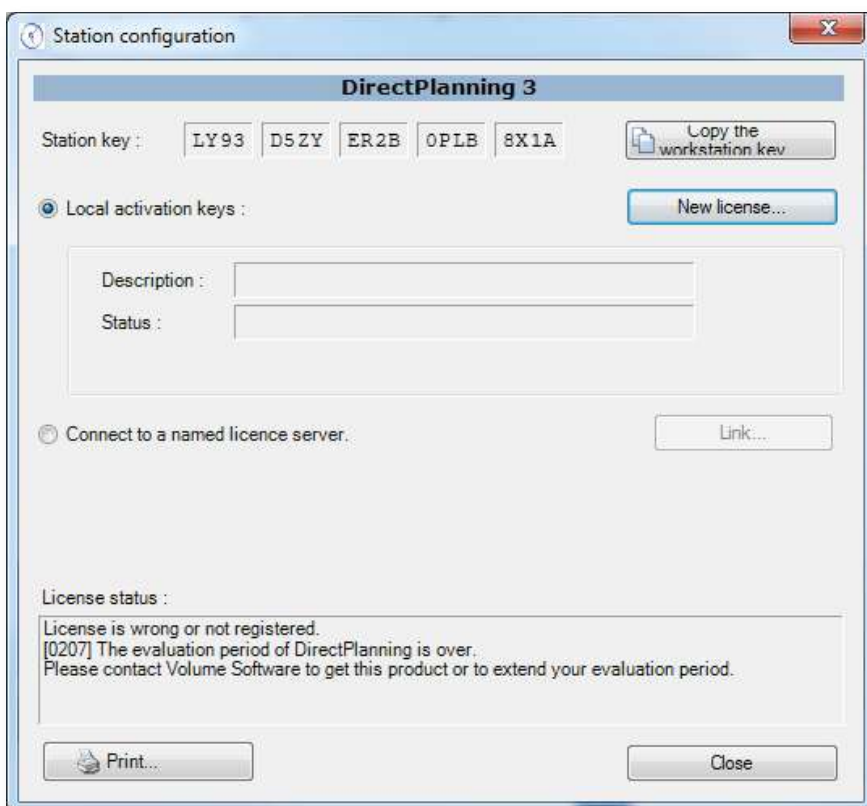 Station configuration
DirectPlanning 3
Station key : LY93 D5ZY ER2B 0PLB 8X1A Copy the workstation key
Local activation keys : New license...
Description :
Status :
Connect to a named licence server. Link...
License status :
License is wrong or not registered.
[0207] The evaluation period of DirectPlanning is over.
Please contact Volume Software to get this product or to extend your evaluation period.
Print... Close